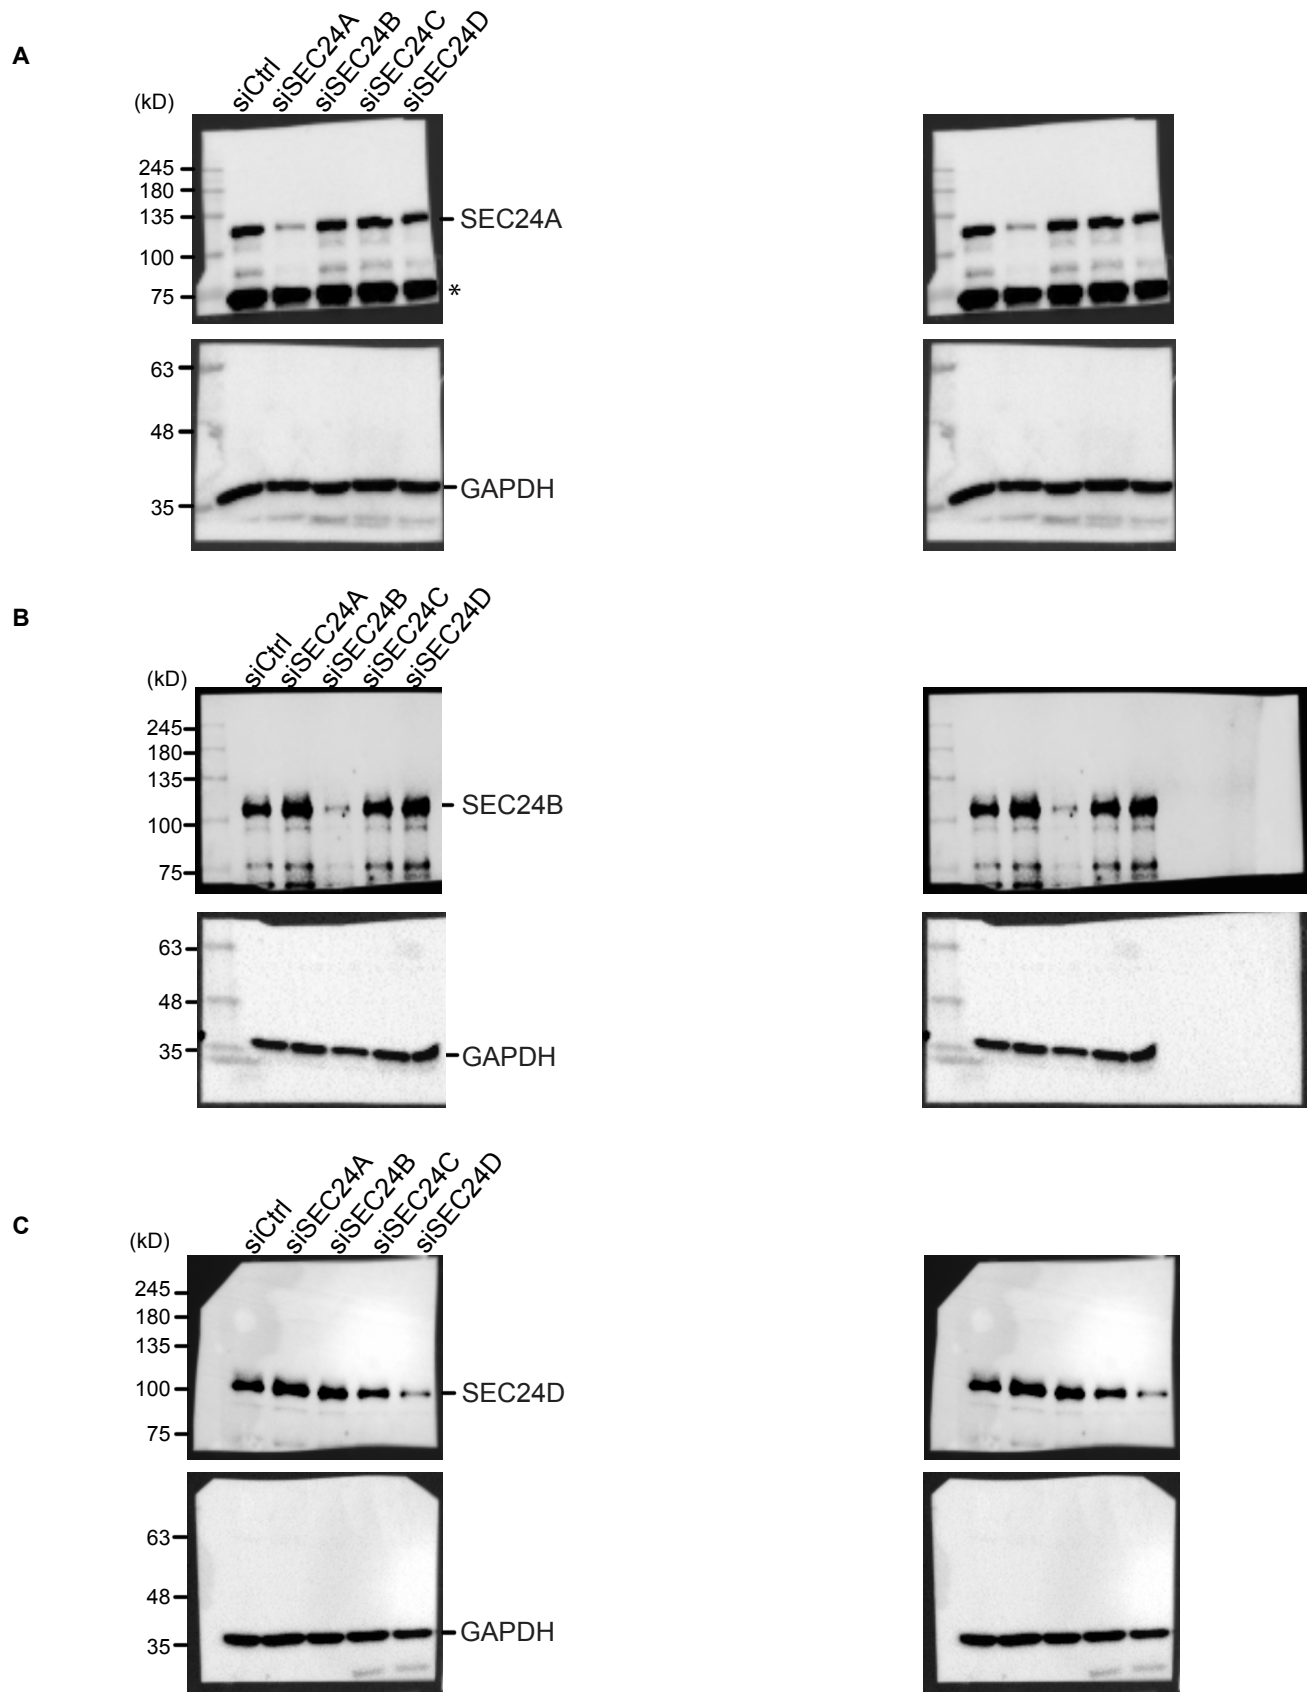 A
siCtrl
siSEC24A
siSEC24B
siSEC24C
siSEC24D
(kD)
245
180
135
100
75
SEC24A
*
63
48
35
GAPDH
B
siCtrl
siSEC24A
siSEC24B
siSEC24C
siSEC24D
(kD)
245
180
135
100
75
SEC24B
63
48
35
GAPDH
C
siCtrl
siSEC24A
siSEC24B
siSEC24C
siSEC24D
(kD)
245
180
135
100
75
SEC24D
63
48
35
GAPDH